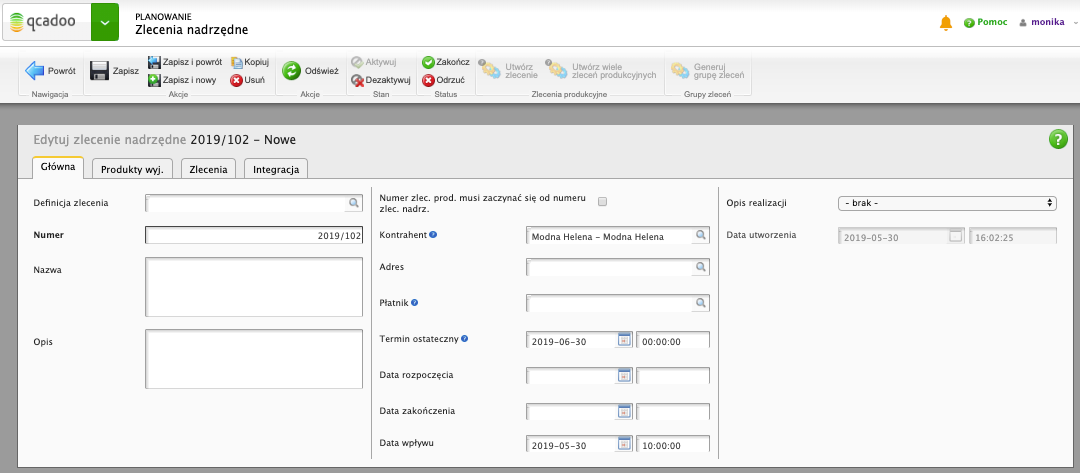 qcadoo
PLANOWANIE
Zlecenia nadrzędne
Pomoc
monika
Powrót
Nawigacja
Zapisz
Zapisz i powrót
Zapisz i nowy
Kopiuj
Usuń
Akcje
Odśwież
Akcje
Aktywuj
Dezaktywuj
Stan
Zakończ
Odrzuć
Status
Utwórz
zlecenie
Utwórz wiele
zleceń produkcyjnych
Zlecenia produkcyjne
Generuj
grupę zleceń
Grupy zleceń
Edytuj zlecenie nadrzędne 2019/102 - Nowe
?
Główna
Produkty wyj.
Zlecenia
Integracja
Definicja zlecenia
Numer
2019/102
Nazwa
Opis
Numer zlec. prod. musi zaczynać się od numeru
zlec. nadrz.
Kontrahent
Modna Helena - Modna Helena
Adres
Płatnik
Termin ostateczny
2019-06-30
00:00:00
Data rozpoczęcia
Data zakończenia
Data wpływu
2019-05-30
10:00:00
Opis realizacji
- brak -
Data utworzenia
2019-05-30
16:02:25